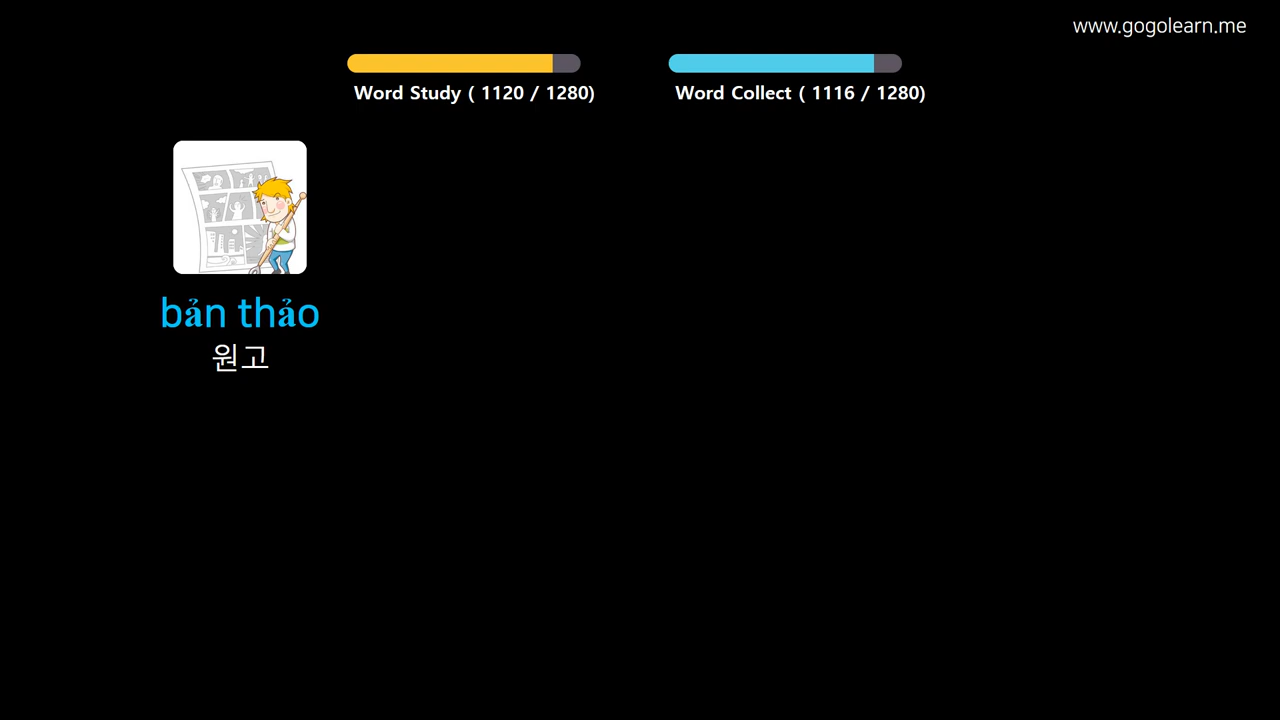 www.gogolearn.me
Word Study ( 1120 / 1280)
Word Collect ( 1116 / 1280)
bản thảo
원고